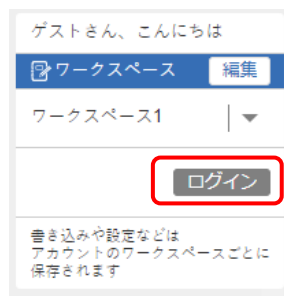 ゲストさん、こんにちは
ワークスペース 編集
ワークスペース1
ログイン
書き込みや設定などは
アカウントのワークスペースごとに
保存されます